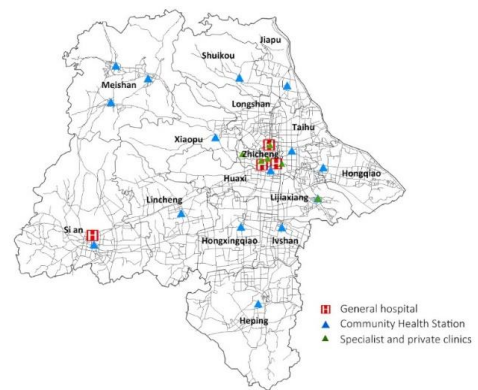 Jiapu
Shuikou
Meishan
Longshan
Taihu
Xiaopu
H
Zhicheng
H H
Hongqiao
Huaxi
Lincheng
Lijiaxiang
Si an
H
Hongxingqiao
lvshan
Heping
H General hospital
Community Health Station
Specialist and private clinics